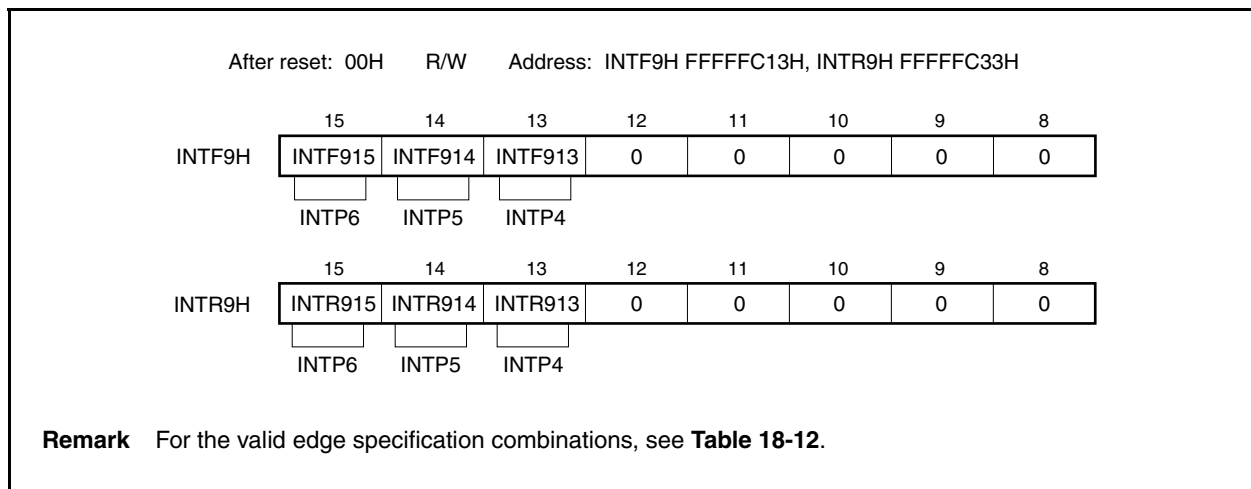 After reset: 00H R/W Address: INTF9H FFFFFC13H, INTR9H FFFFFC33H
15 14 13 12 11 10 9 8
INTF9H INTF915 INTF914 INTF913 0 0 0 0 0
INTP6 INTP5 INTP4
15 14 13 12 11 10 9 8
INTR9H INTR915 INTR914 INTR913 0 0 0 0 0
INTP6 INTP5 INTP4
Remark For the valid edge specification combinations, see Table 18-12.